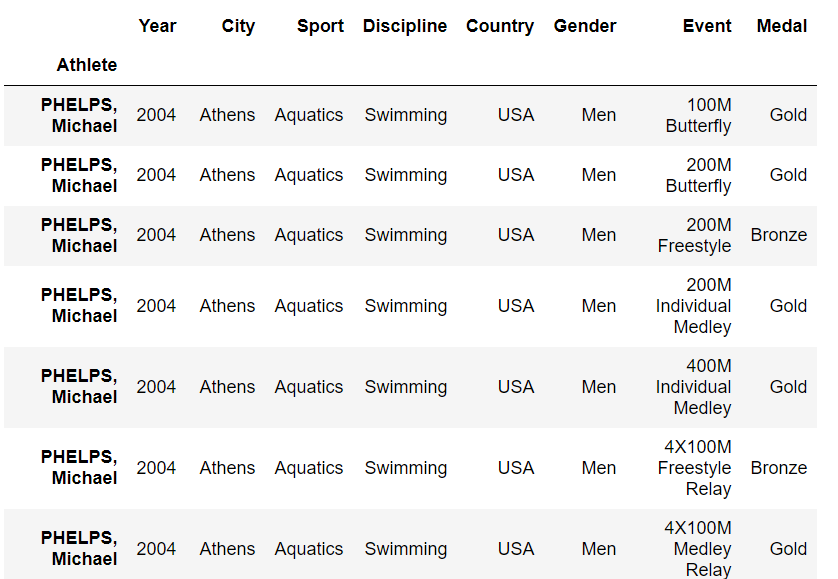 Year City Sport Discipline Country Gender Event Medal
Athlete
PHELPS, Michael 2004 Athens Aquatics Swimming USA Men 100M Butterfly Gold
PHELPS, Michael 2004 Athens Aquatics Swimming USA Men 200M Butterfly Gold
PHELPS, Michael 2004 Athens Aquatics Swimming USA Men 200M Freestyle Bronze
PHELPS, Michael 2004 Athens Aquatics Swimming USA Men 200M Individual Medley Gold
PHELPS, Michael 2004 Athens Aquatics Swimming USA Men 400M Individual Medley Gold
PHELPS, Michael 2004 Athens Aquatics Swimming USA Men 4X100M Freestyle Relay Bronze
PHELPS, Michael 2004 Athens Aquatics Swimming USA Men 4X100M Medley Relay Gold